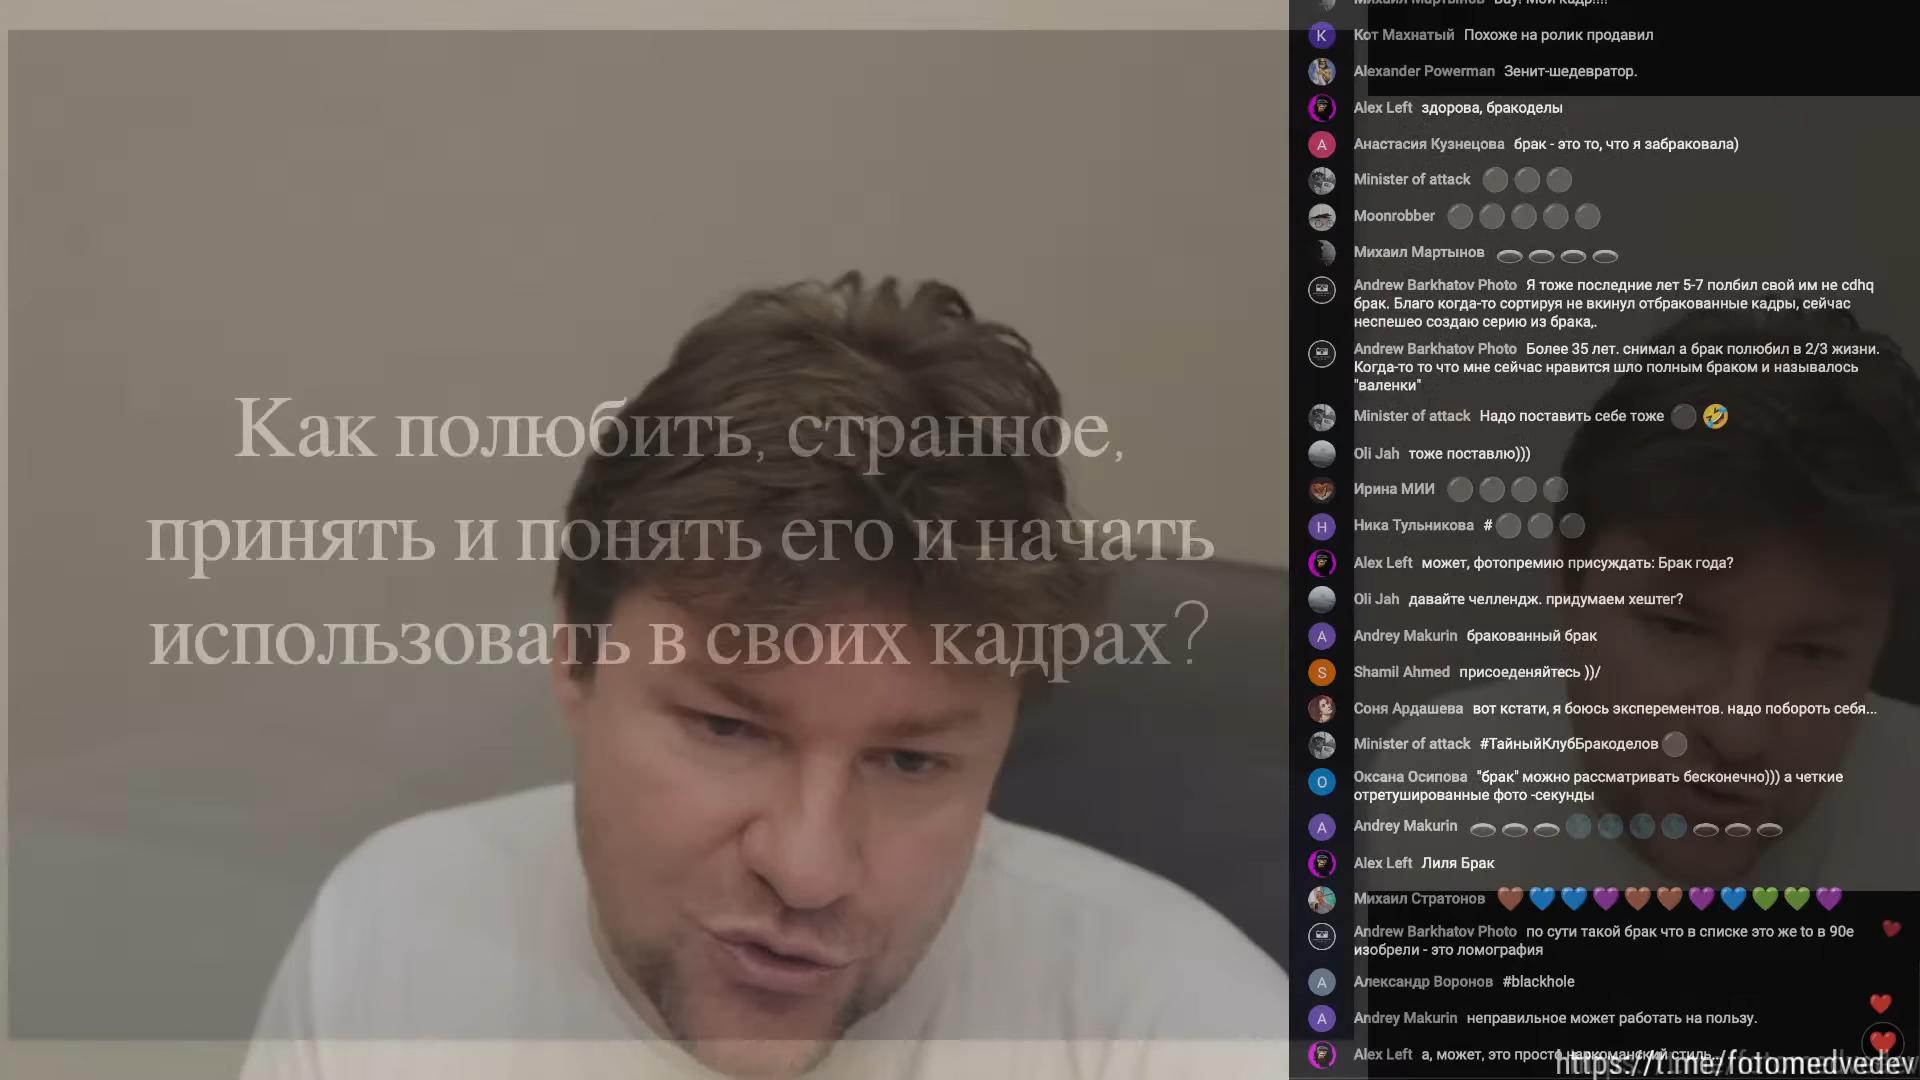 Как полюбить, странное,
принять и понять его и начать
использовать в своих кадрах?
Михаил Мартынов Вау! Мой кадр!!!!
Кот Махнатый Похоже на ролик продавил
Alexander Powerman Зенит-шедевратор.
Alex Left здорова, бракоделы
Анастасия Кузнецова брак - это то, что я забраковала)
Minister of attack
Moonrobber
Михаил Мартынов
Andrew Barkhatov Photo Я тоже последние лет 5-7 полбил свой им не cdhq
брак. Благо когда-то сортируя не вкинул отбракованные кадры, сейчас
неспешео создаю серию из брака,.
Andrew Barkhatov Photo Более 35 лет. снимал а брак полюбил в 2/3 жизни.
Когда-то то что мне сейчас нравится шло полным браком и называлось
"валенки"
Minister of attack Надо поставить себе тоже 🤣
Oli Jah тоже поставлю)))
Ирина МИИ
Ника Тульникова #
Alex Left может, фотопремию присуждать: Брак года?
Oli Jah давайте челлендж. придумаем хештег?
Andrey Makurin бракованный брак
Shamil Ahmed присоеденяйтесь ))/
Соня Ардашева вот кстати, я боюсь эксперементов. надо побороть себя...
Minister of attack #ТайныйКлубБракоделов
Оксана Осипова "брак" можно рассматривать бесконечно))) а четкие
отретушированные фото -секунды
Andrey Makurin
Alex Left Лиля Брак
Михаил Стратонов 🤎💙💙💜🤎🤎💜💙💚💚💜
Andrew Barkhatov Photo по сути такой брак что в списке это же to в 90е
изобрели - это ломография
Александр Воронов #blackhole
Andrey Makurin неправильное может работать на пользу.
Alex Left а, может, это просто наркоманский стиль...
https://t.me/fotomedvedev